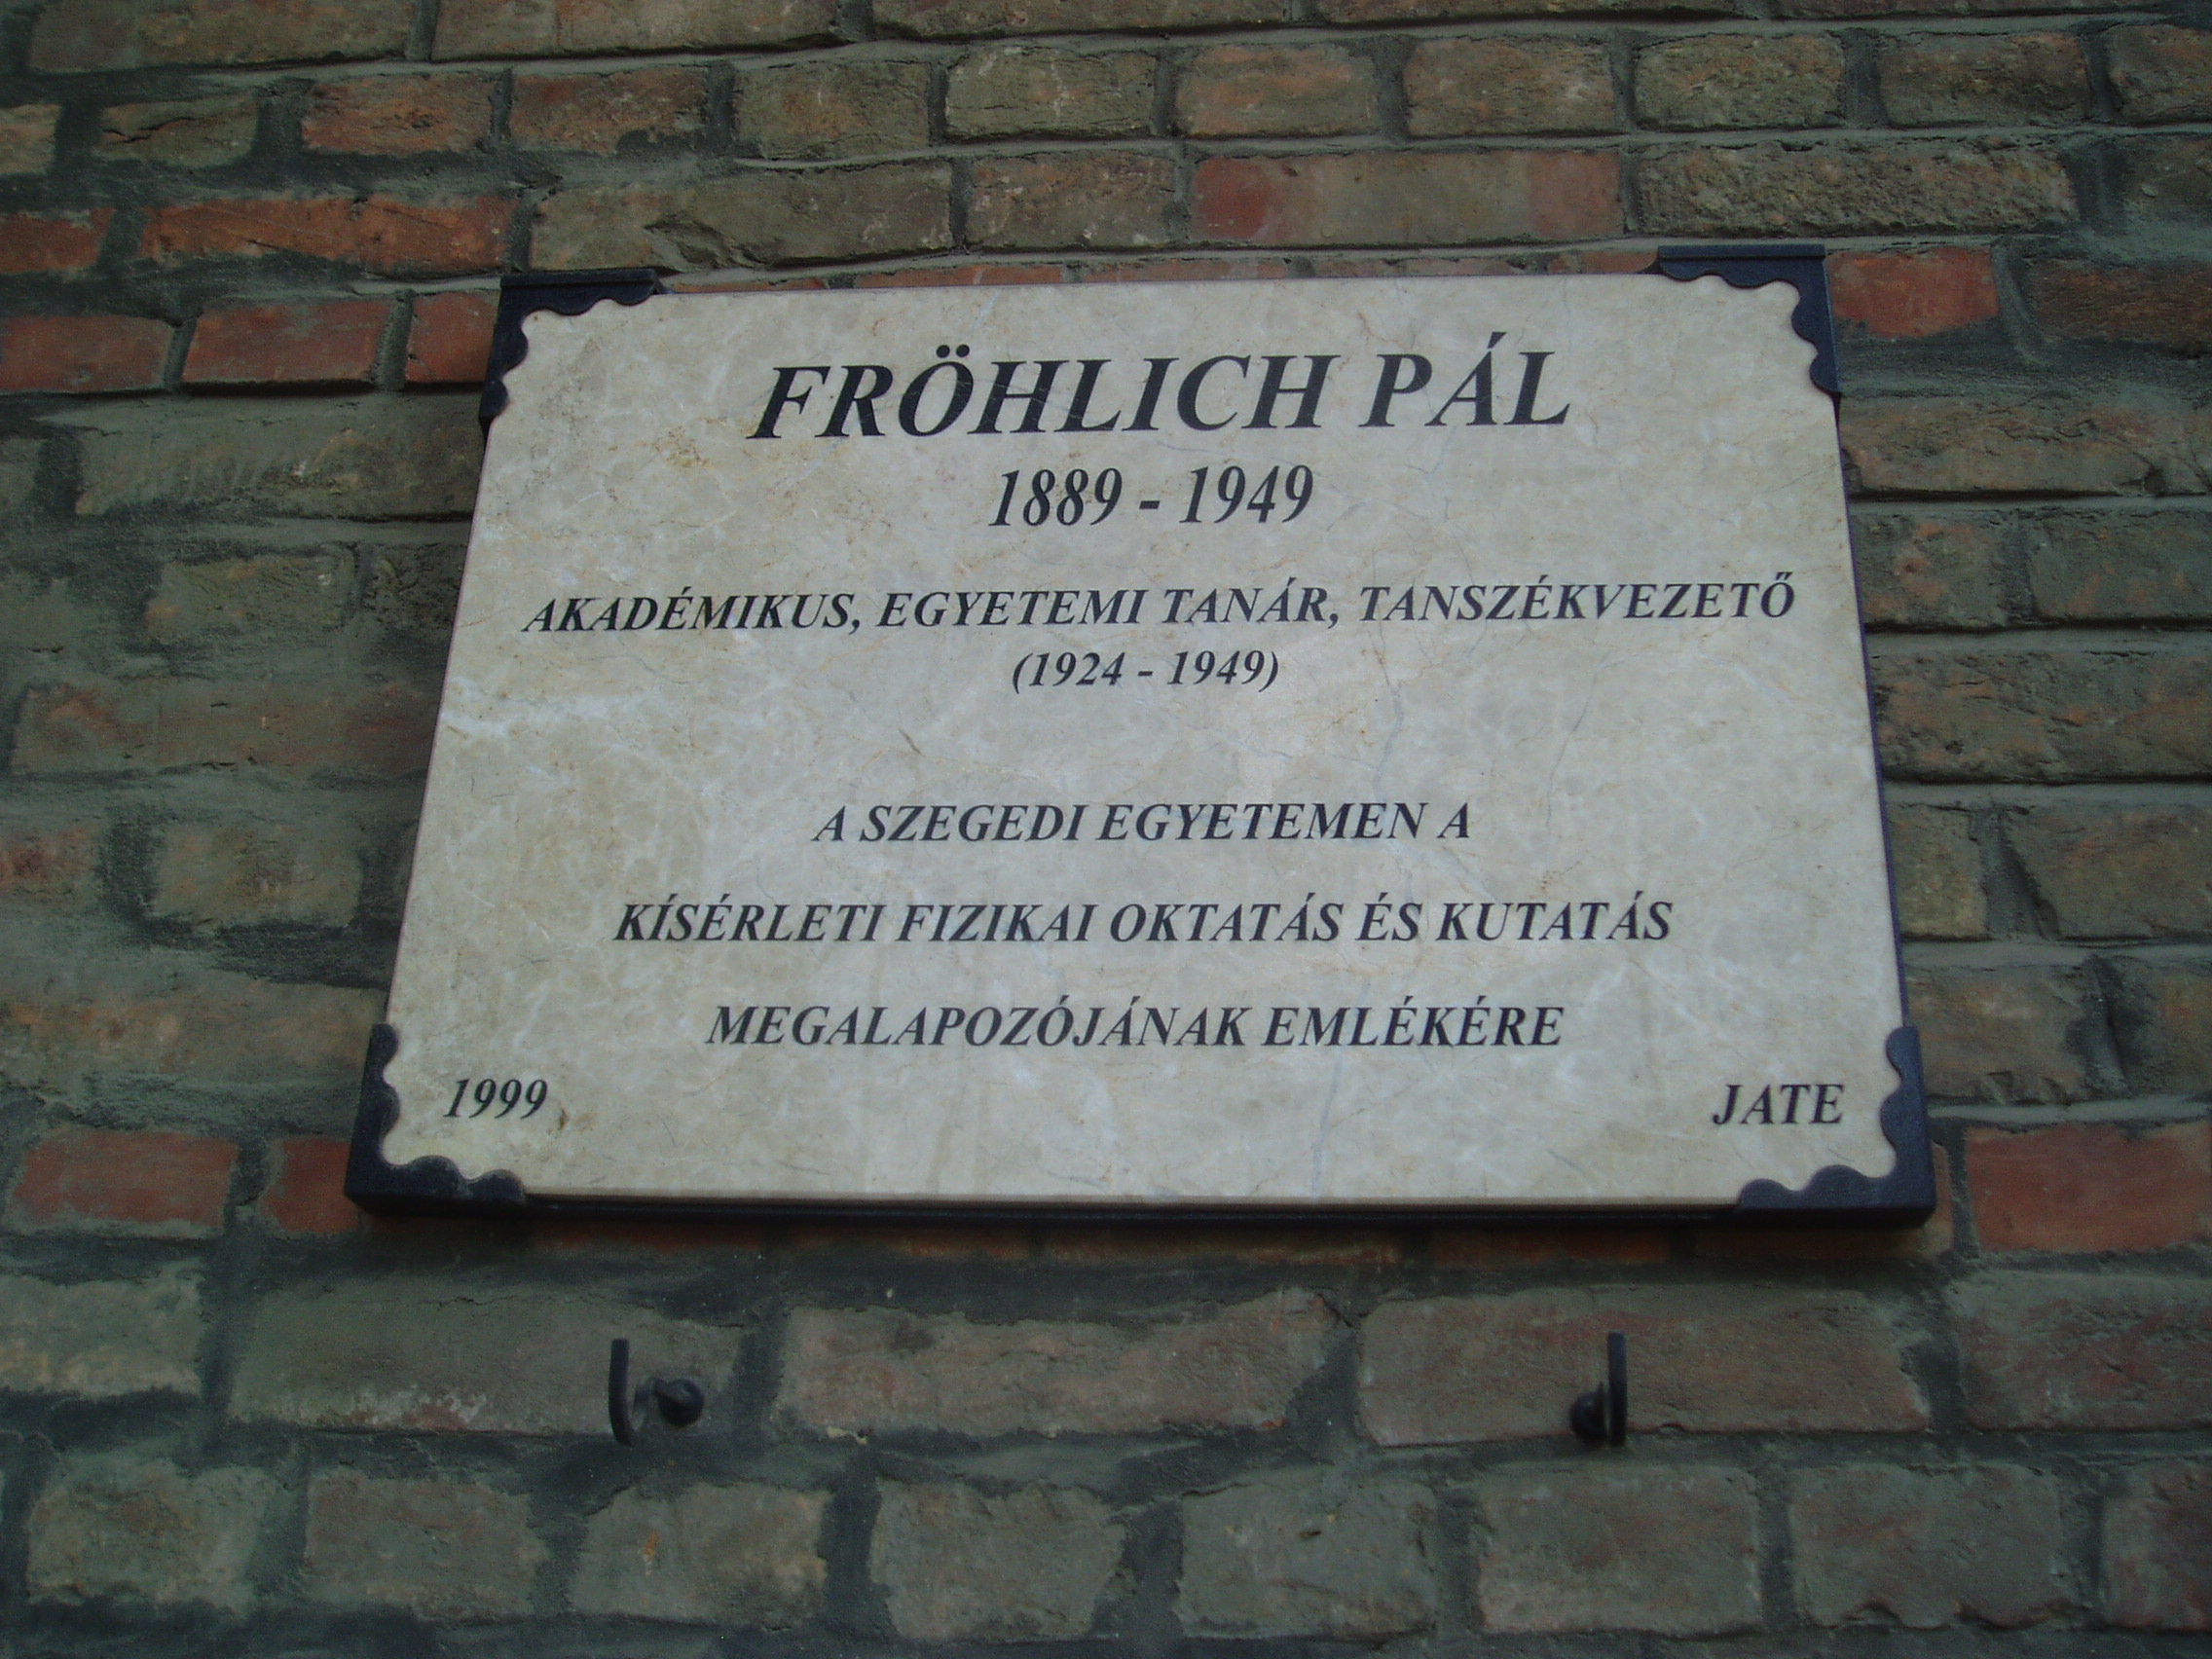 FRÖHLICH PÁL
1889 - 1949
AKADÉMIKUS, EGYETEMI TANÁR, TANSZÉKVEZETŐ
(1924 - 1949)
A SZEGEDI EGYETEMEN A
KÍSÉRLETI FIZIKAI OKTATÁS ÉS KUTATÁS
MEGALAPOZÓJÁNAK EMLÉKÉRE
1999 JATE